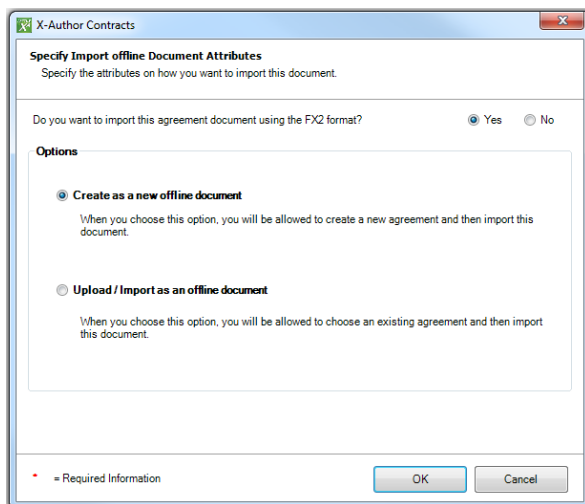 X-Author Contracts
Specify Import offline Document Attributes
Specify the attributes on how you want to import this document.
Do you want to import this agreement document using the FX2 format?
Yes
No
Options
Create as a new offline document
When you choose this option, you will be allowed to create a new agreement and then import this
document.
Upload / Import as an offline document
When you choose this option, you will be allowed to choose an existing agreement and then import
this document.
* = Required Information
OK
Cancel